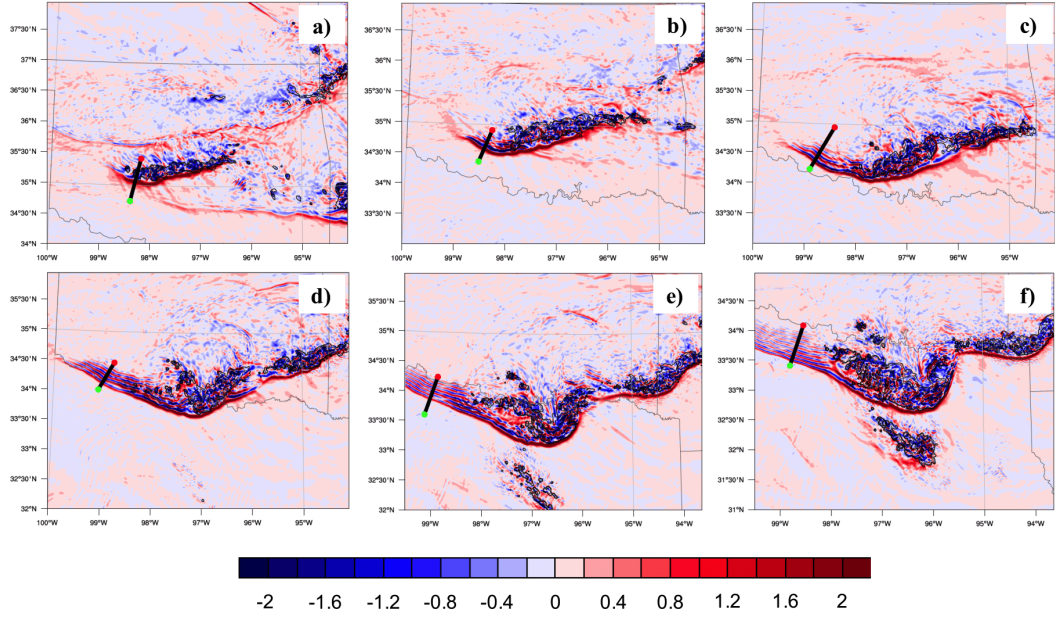 a)
37°30'N
37°N
36°30'N
36°N
35°30'N
35°N
34°30'N
34°N
100°W 99°W 98°W 97°W 96°W 95°W
b)
36°30'N
36°N
35°30'N
35°N
34°30'N
34°N
33°30'N
100°W 99°W 98°W 97°W 96°W 95°W
c)
36°30'N
36°N
35°30'N
35°N
34°30'N
34°N
33°30'N
100°W 99°W 98°W 97°W 96°W 95°W
d)
35°30'N
35°N
34°30'N
34°N
33°30'N
33°N
32°30'N
32°N
100°W 99°W 98°W 97°W 96°W 95°W
e)
35°30'N
35°N
34°30'N
34°N
33°30'N
33°N
32°30'N
32°N
99°W 98°W 97°W 96°W 95°W 94°W
f)
34°30'N
34°N
33°30'N
33°N
32°30'N
32°N
31°30'N
31°N
99°W 98°W 97°W 96°W 95°W 94°W
-2 -1.6 -1.2 -0.8 -0.4 0 0.4 0.8 1.2 1.6 2